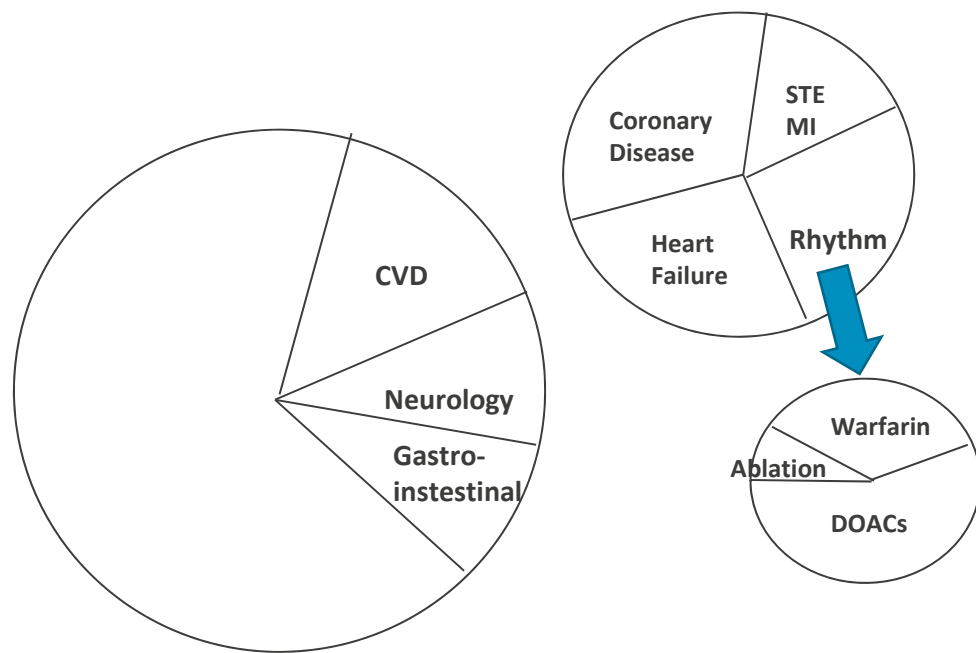 CVD
Neurology
Gastro-
instestinal
Coronary
Disease
STE
MI
Heart
Failure
Rhythm
Warfarin
Ablation
DOACs